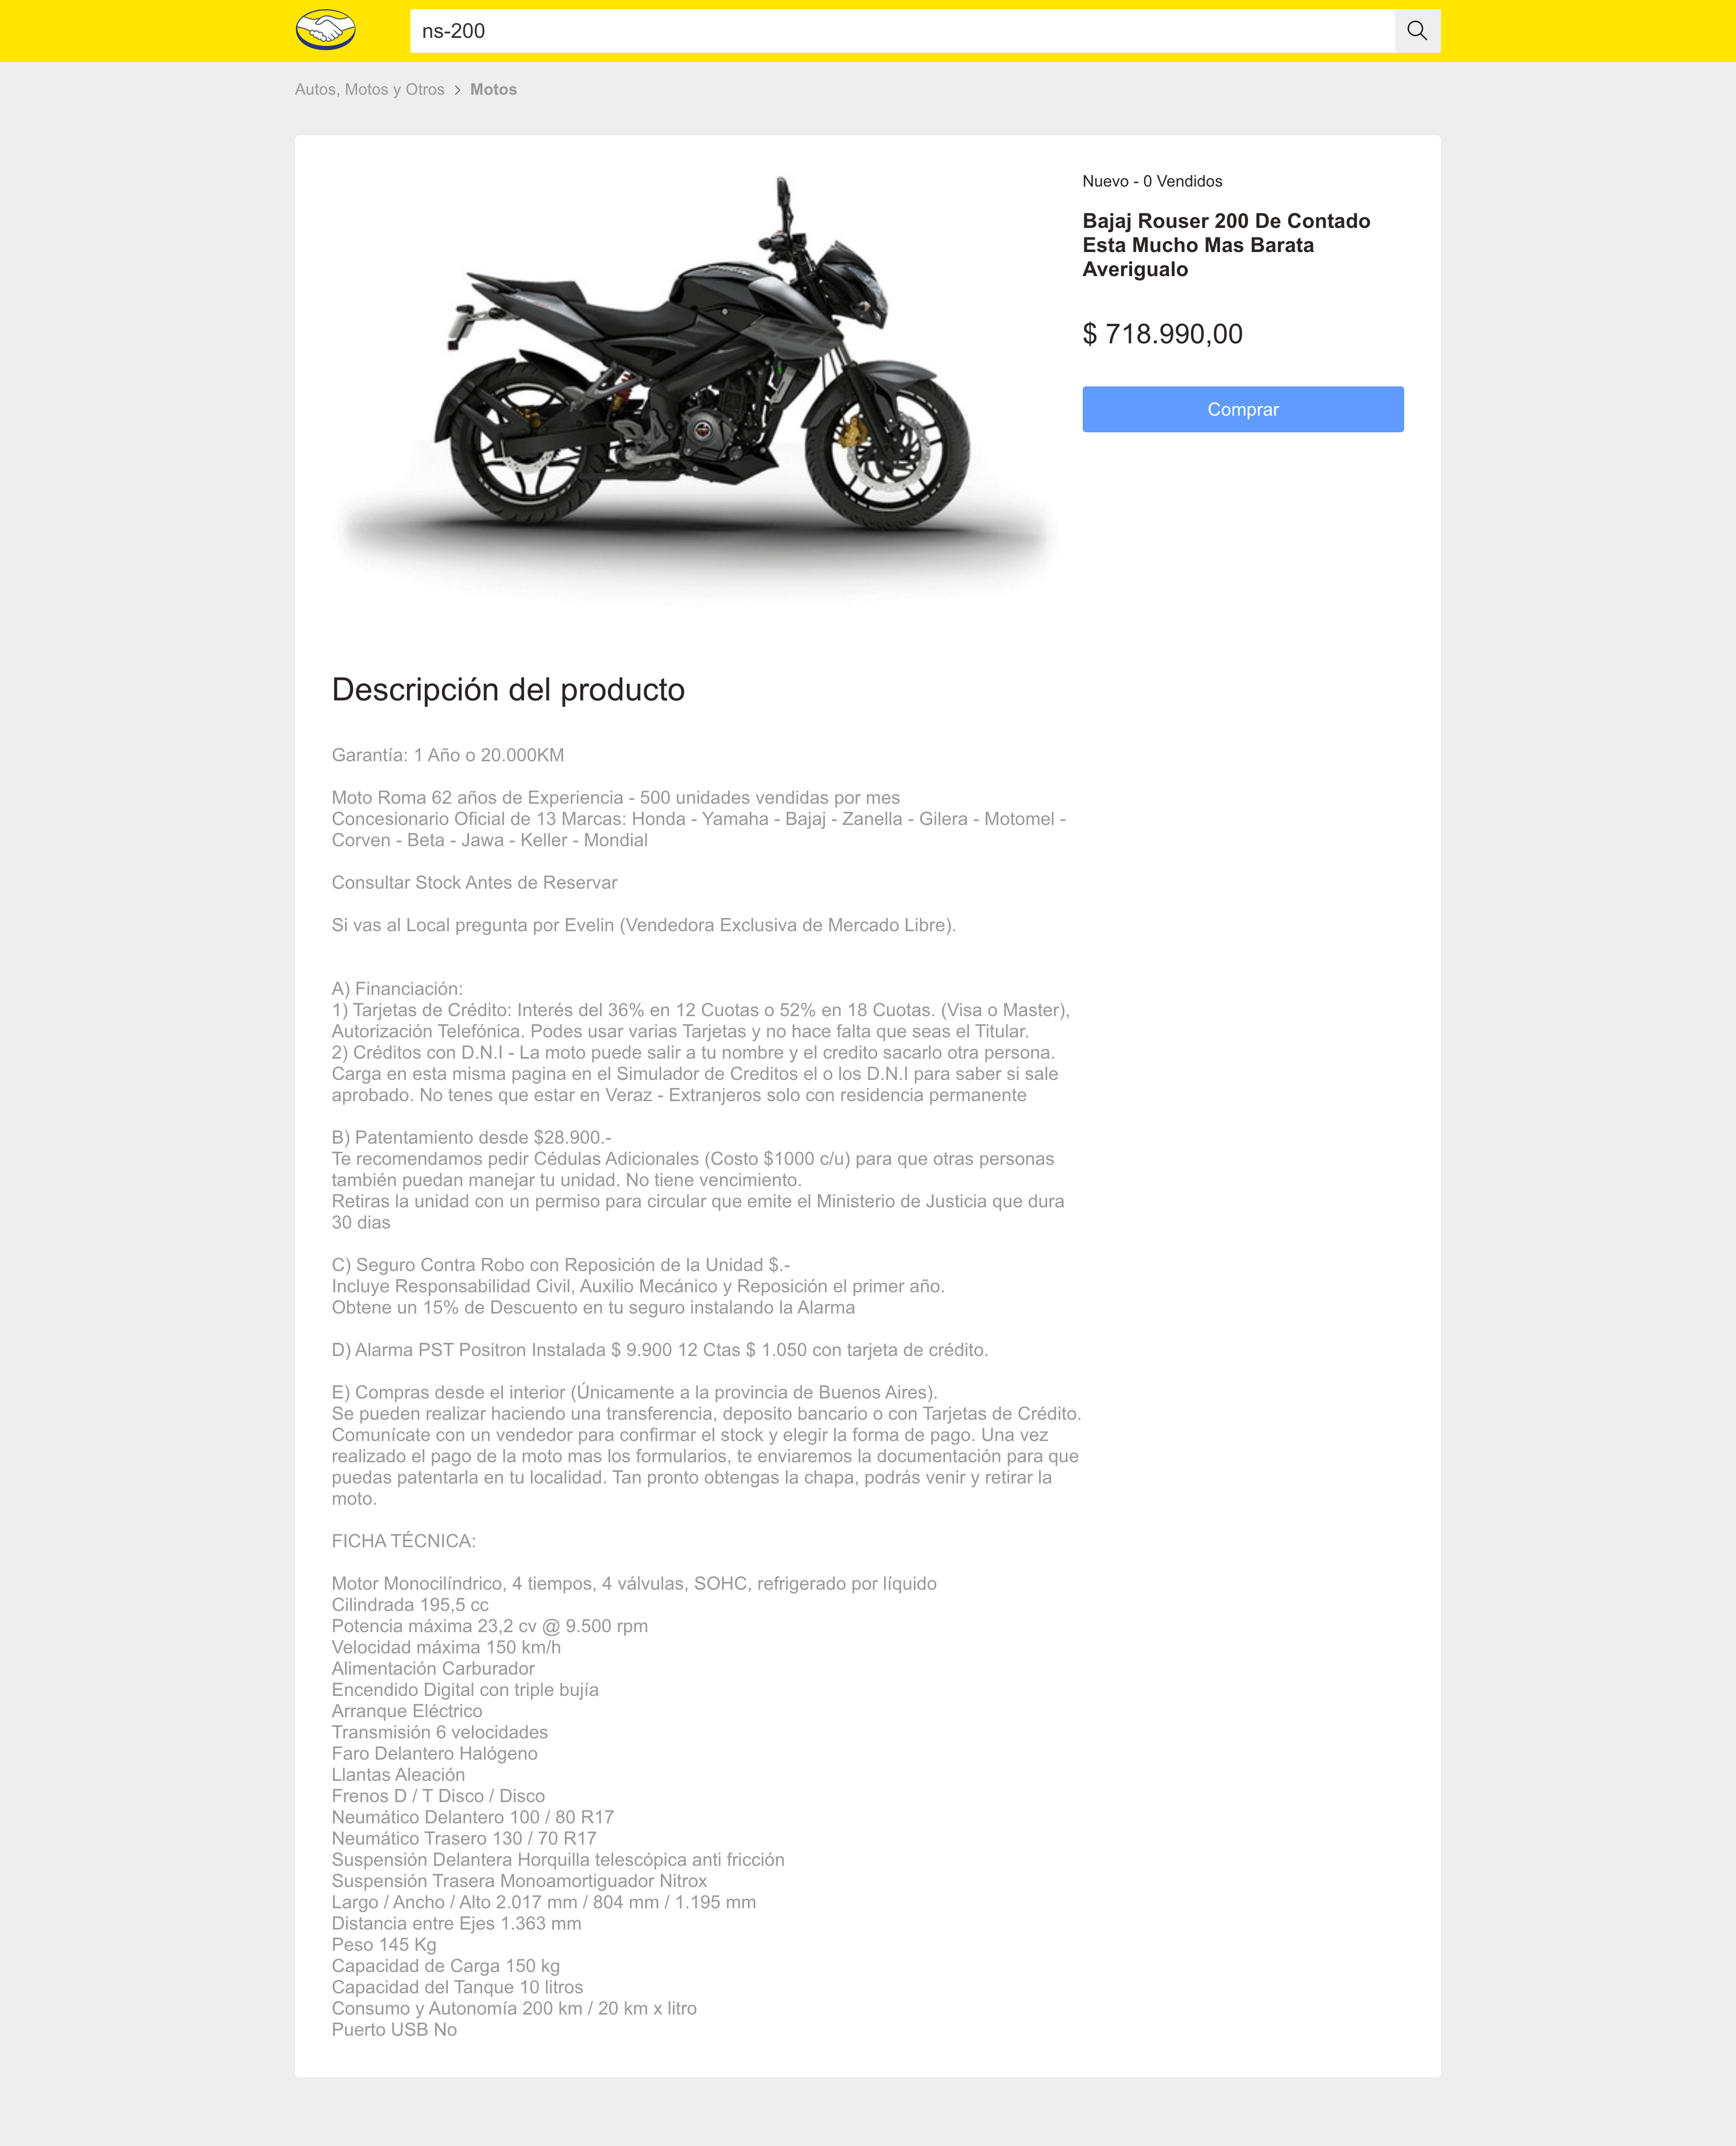 ns-200
Autos, Motos y Otros > Motos
Nuevo - 0 Vendidos
Bajaj Rouser 200 De Contado
Esta Mucho Mas Barata
Averigualo
$ 718.990,00
Comprar
Descripción del producto
Garantía: 1 Año o 20.000KM
Moto Roma 62 años de Experiencia - 500 unidades vendidas por mes
Concesionario Oficial de 13 Marcas: Honda - Yamaha - Bajaj - Zanella - Gilera - Motomel -
Corven - Beta - Jawa - Keller - Mondial
Consultar Stock Antes de Reservar
Si vas al Local pregunta por Evelin (Vendedora Exclusiva de Mercado Libre).
A) Financiación:
1) Tarjetas de Crédito: Interés del 36% en 12 Cuotas o 52% en 18 Cuotas. (Visa o Master),
Autorización Telefónica. Podes usar varias Tarjetas y no hace falta que seas el Titular.
2) Créditos con D.N.I - La moto puede salir a tu nombre y el credito sacarlo otra persona.
Carga en esta misma pagina en el Simulador de Creditos el o los D.N.I para saber si sale
aprobado. No tenes que estar en Veraz - Extranjeros solo con residencia permanente
B) Patentamiento desde $28.900.-
Te recomendamos pedir Cédulas Adicionales (Costo $1000 c/u) para que otras personas
también puedan manejar tu unidad. No tiene vencimiento.
Retiras la unidad con un permiso para circular que emite el Ministerio de Justicia que dura
30 dias
C) Seguro Contra Robo con Reposición de la Unidad $.-
Incluye Responsabilidad Civil, Auxilio Mecánico y Reposición el primer año.
Obtene un 15% de Descuento en tu seguro instalando la Alarma
D) Alarma PST Positron Instalada $ 9.900 12 Ctas $ 1.050 con tarjeta de crédito.
E) Compras desde el interior (Únicamente a la provincia de Buenos Aires).
Se pueden realizar haciendo una transferencia, deposito bancario o con Tarjetas de Crédito.
Comunícate con un vendedor para confirmar el stock y elegir la forma de pago. Una vez
realizado el pago de la moto mas los formularios, te enviaremos la documentación para que
puedas patentarla en tu localidad. Tan pronto obtengas la chapa, podrás venir y retirar la
moto.
FICHA TÉCNICA:
Motor Monocilíndrico, 4 tiempos, 4 válvulas, SOHC, refrigerado por líquido
Cilindrada 195,5 cc
Potencia máxima 23,2 cv @ 9.500 rpm
Velocidad máxima 150 km/h
Alimentación Carburador
Encendido Digital con triple bujía
Arranque Eléctrico
Transmisión 6 velocidades
Faro Delantero Halógeno
Llantas Aleación
Frenos D / T Disco / Disco
Neumático Delantero 100 / 80 R17
Neumático Trasero 130 / 70 R17
Suspensión Delantera Horquilla telescópica anti fricción
Suspensión Trasera Monoamortiguador Nitrox
Largo / Ancho / Alto 2.017 mm / 804 mm / 1.195 mm
Distancia entre Ejes 1.363 mm
Peso 145 Kg
Capacidad de Carga 150 kg
Capacidad del Tanque 10 litros
Consumo y Autonomía 200 km / 20 km x litro
Puerto USB No